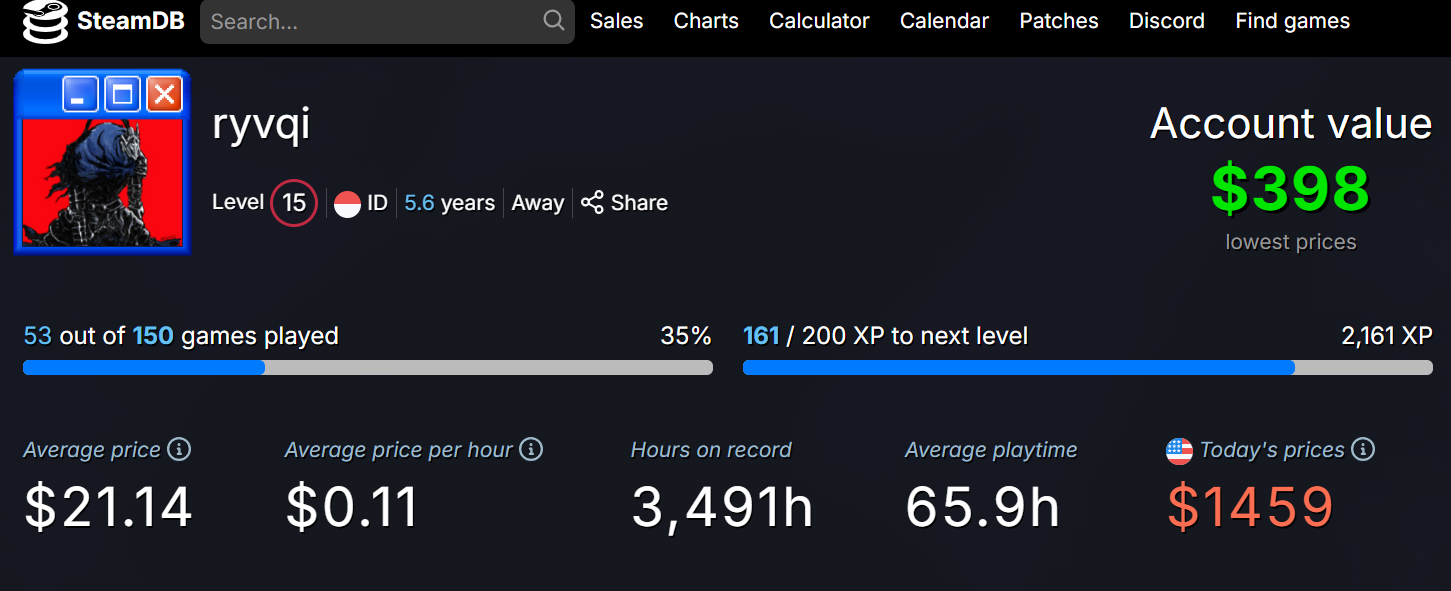 SteamDB Search... Sales Charts Calculator Calendar Patches Discord Find games
ryvqi
Level 15 ID 5.6 years Away Share
Account value
$398
lowest prices
53 out of 150 games played 35%
161 / 200 XP to next level 2,161 XP
Average price Average price per hour Hours on record Average playtime Today's prices
$21.14 $0.11 3,491h 65.9h $1459